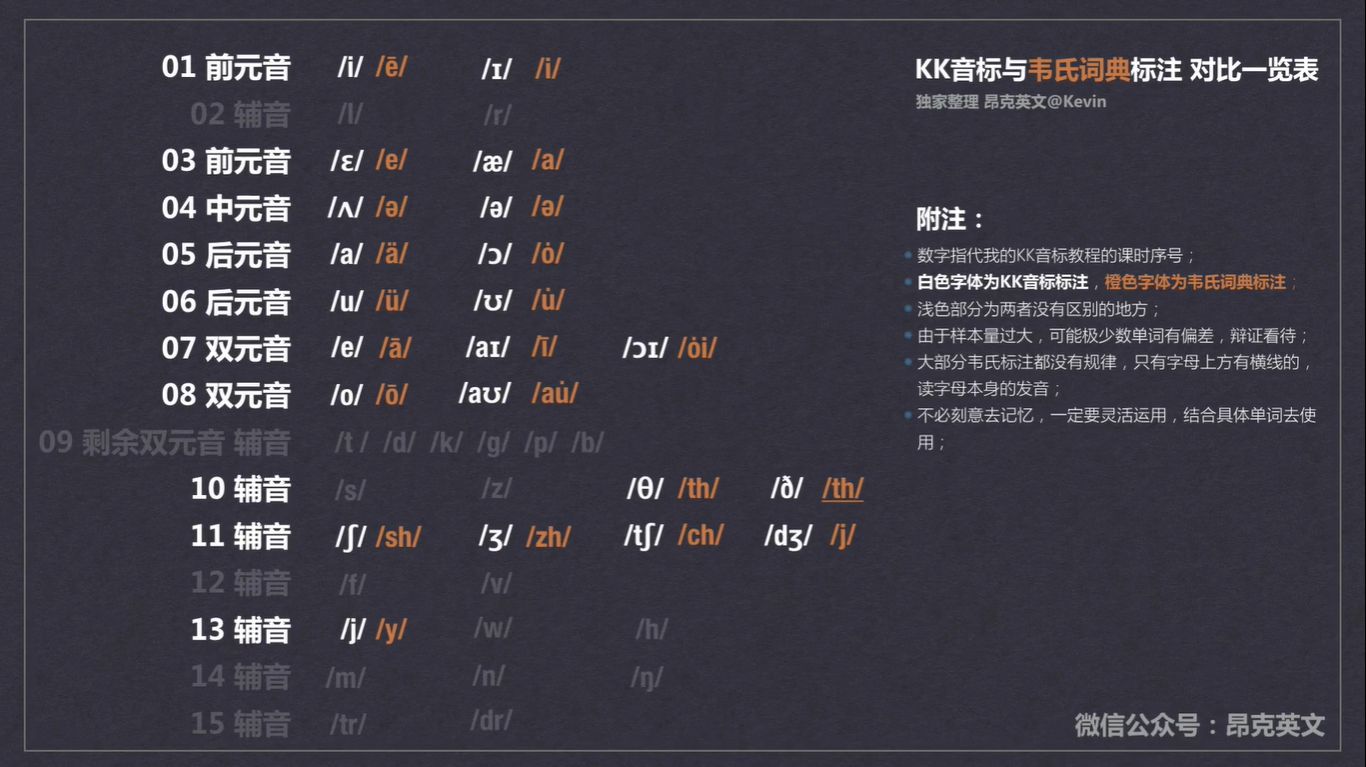 01 前元音 /i/ /ē/ /ɪ/ /i/
02 辅音 /l/ /r/
03 前元音 /ɛ/ /e/ /æ/ /a/
04 中元音 /ʌ/ /ə/ /ə/ /ə/
05 后元音 /a/ /ä/ /ɔ/ /ȯ/
06 后元音 /u/ /ü/ /ʊ/ /u̇/
07 双元音 /e/ /ā/ /aɪ/ /ī/ /ɔɪ/ /ȯi/
08 双元音 /o/ /ō/ /aʊ/ /au̇/
09 剩余双元音 辅音 /t / /d/ /k/ /g/ /p/ /b/
10 辅音 /s/ /z/ /θ/ /th/ /ð/ /th/
11 辅音 /ʃ/ /sh/ /ʒ/ /zh/ /tʃ/ /ch/ /dʒ/ /j/
12 辅音 /f/ /v/
13 辅音 /j/ /y/ /w/ /h/
14 辅音 /m/ /n/ /ŋ/
15 辅音 /tr/ /dr/
KK音标与韦氏词典标注 对比一览表
独家整理 昂克英文@Kevin
附注：
数字指代我的KK音标教程的课时序号；
白色字体为KK音标标注，橙色字体为韦氏词典标注；
浅色部分为两者没有区别的地方；
由于样本量过大，可能极少数单词有偏差，辩证看待；
大部分韦氏标注都没有规律，只有字母上方有横线的，
读字母本身的发音；
不必刻意去记忆，一定要灵活运用，结合具体单词去使
用；
微信公众号：昂克英文